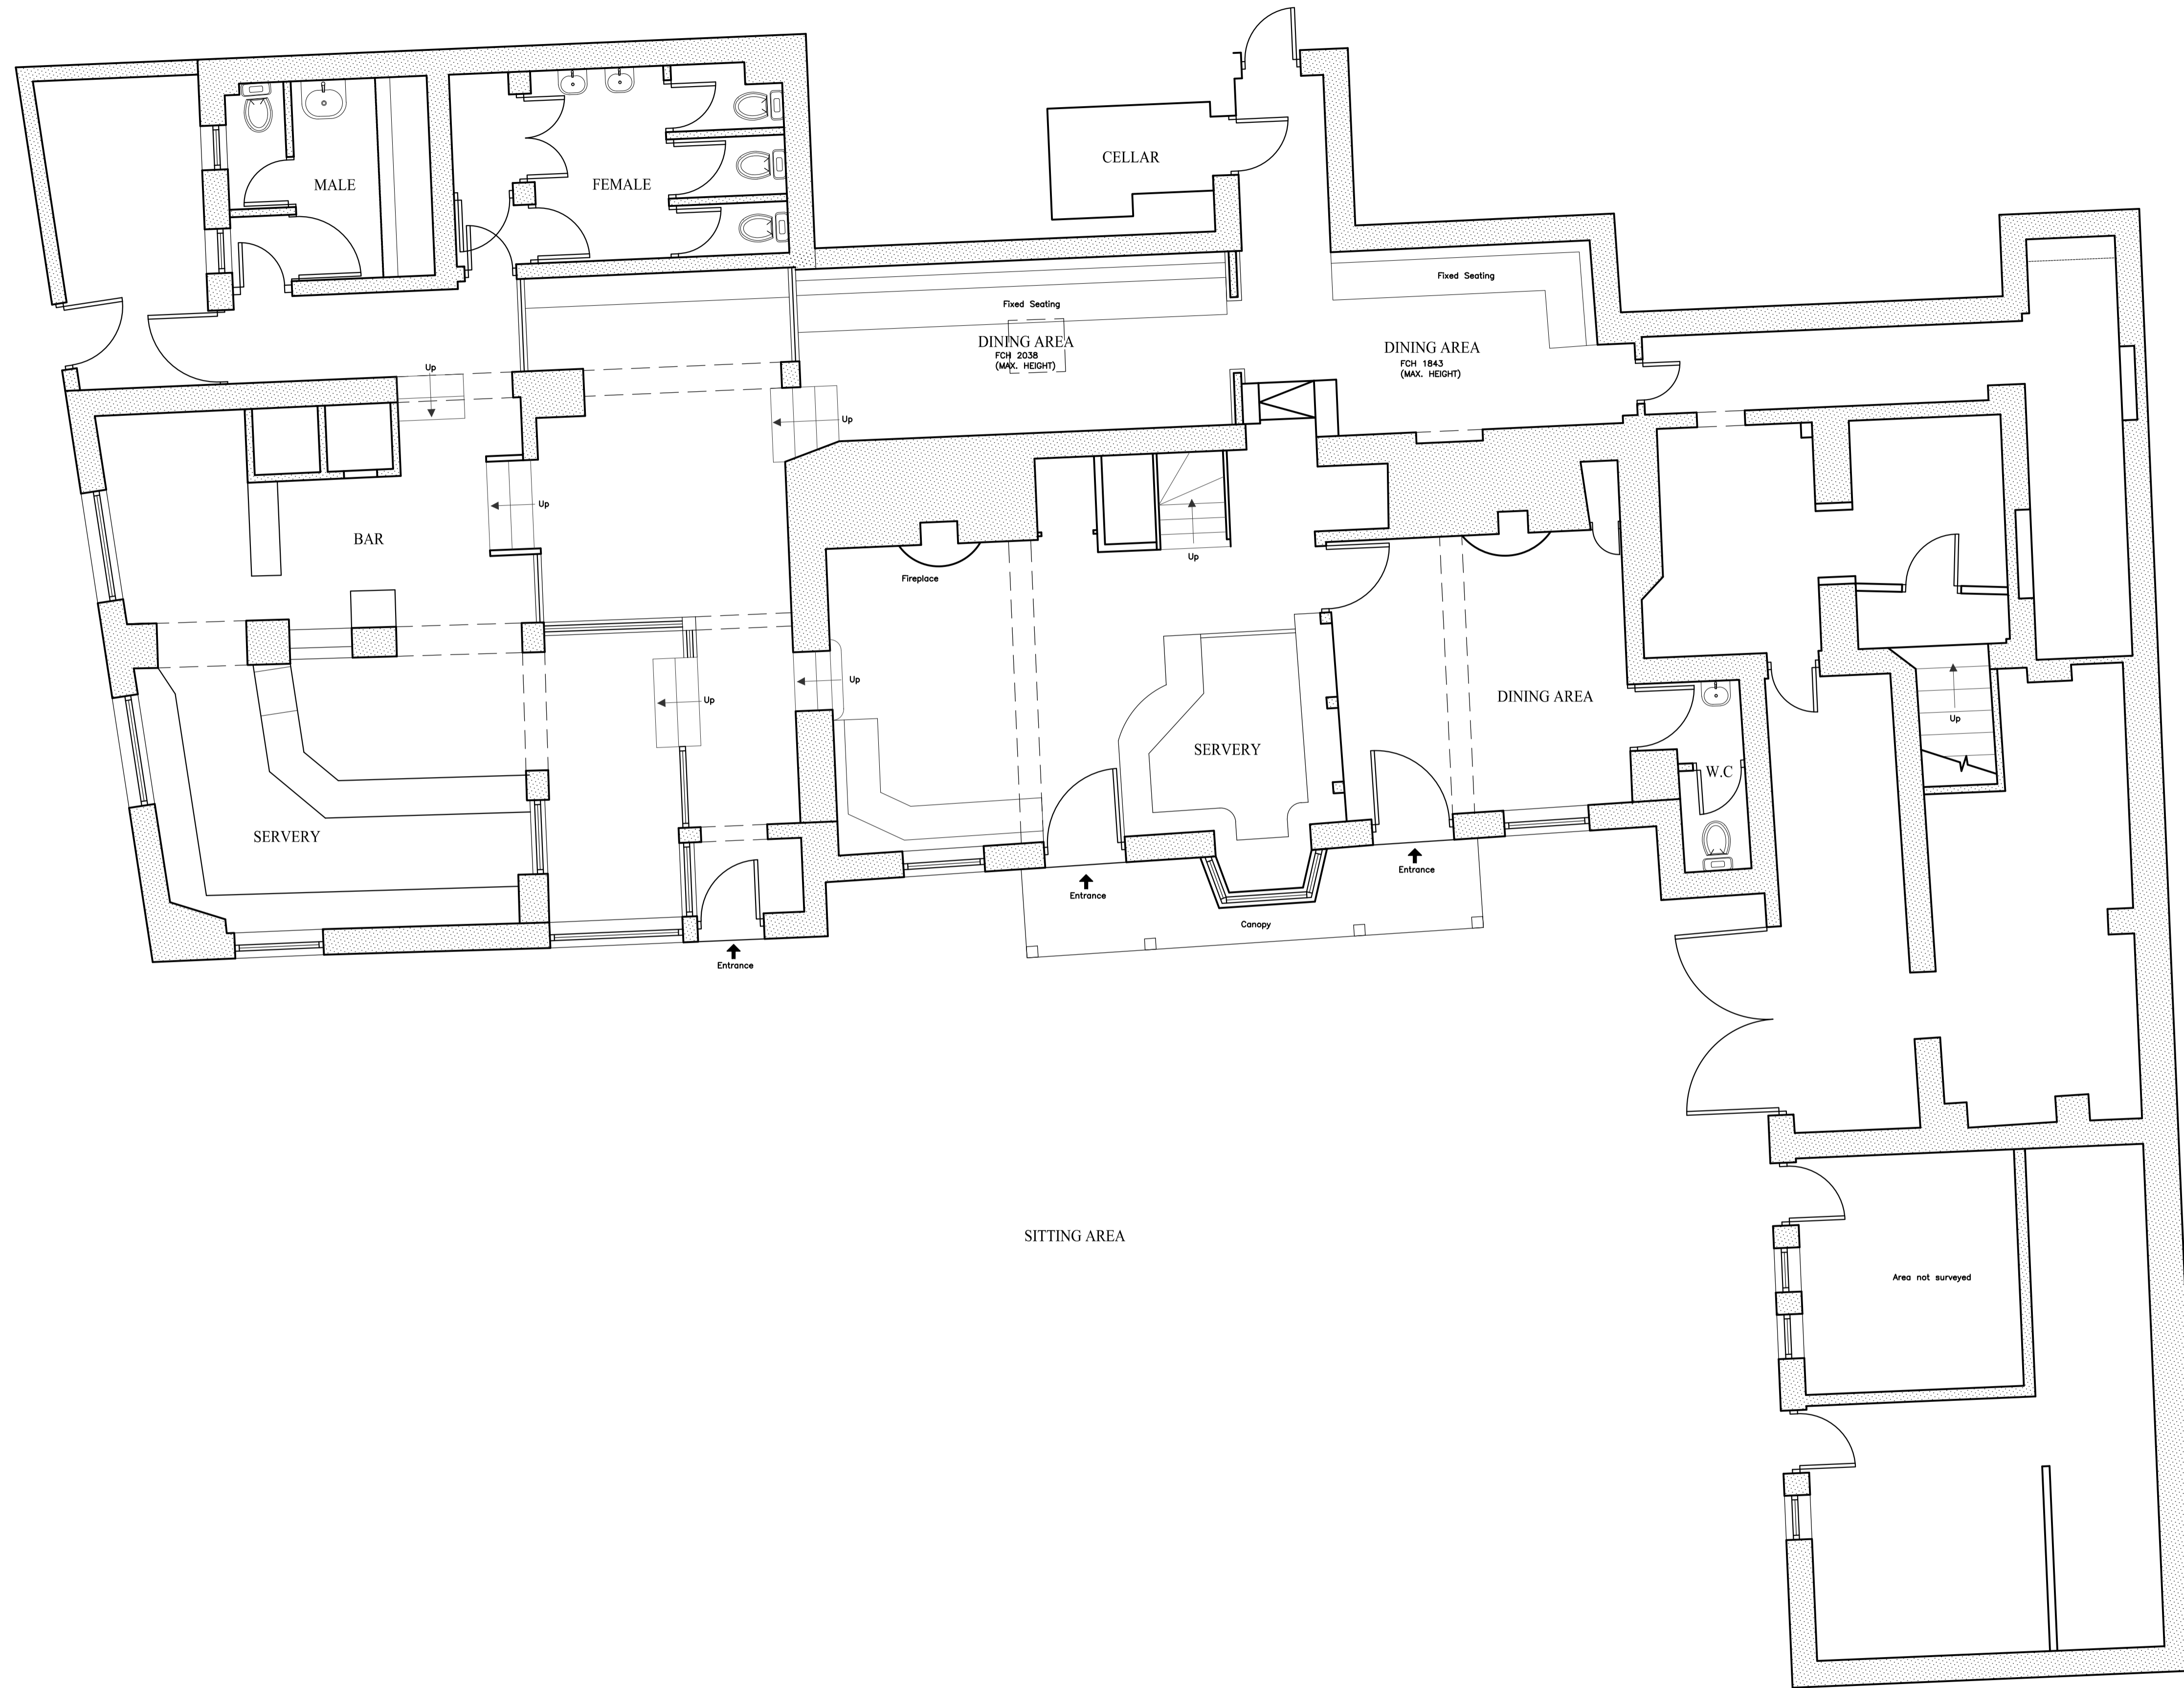 CELLAR
MALE
FEMALE
Fixed Seating
Fixed Seating
DINING AREA
FCH 2038
(MAX. HEIGHT)
DINING AREA
FCH 1843
(MAX. HEIGHT)
Up
Up
Up
BAR
Up
Fireplace
Up
Up
DINING AREA
Up
SERVERY
W.C
SERVERY
Entrance
Entrance
Canopy
Entrance
SITTING AREA
Area not surveyed